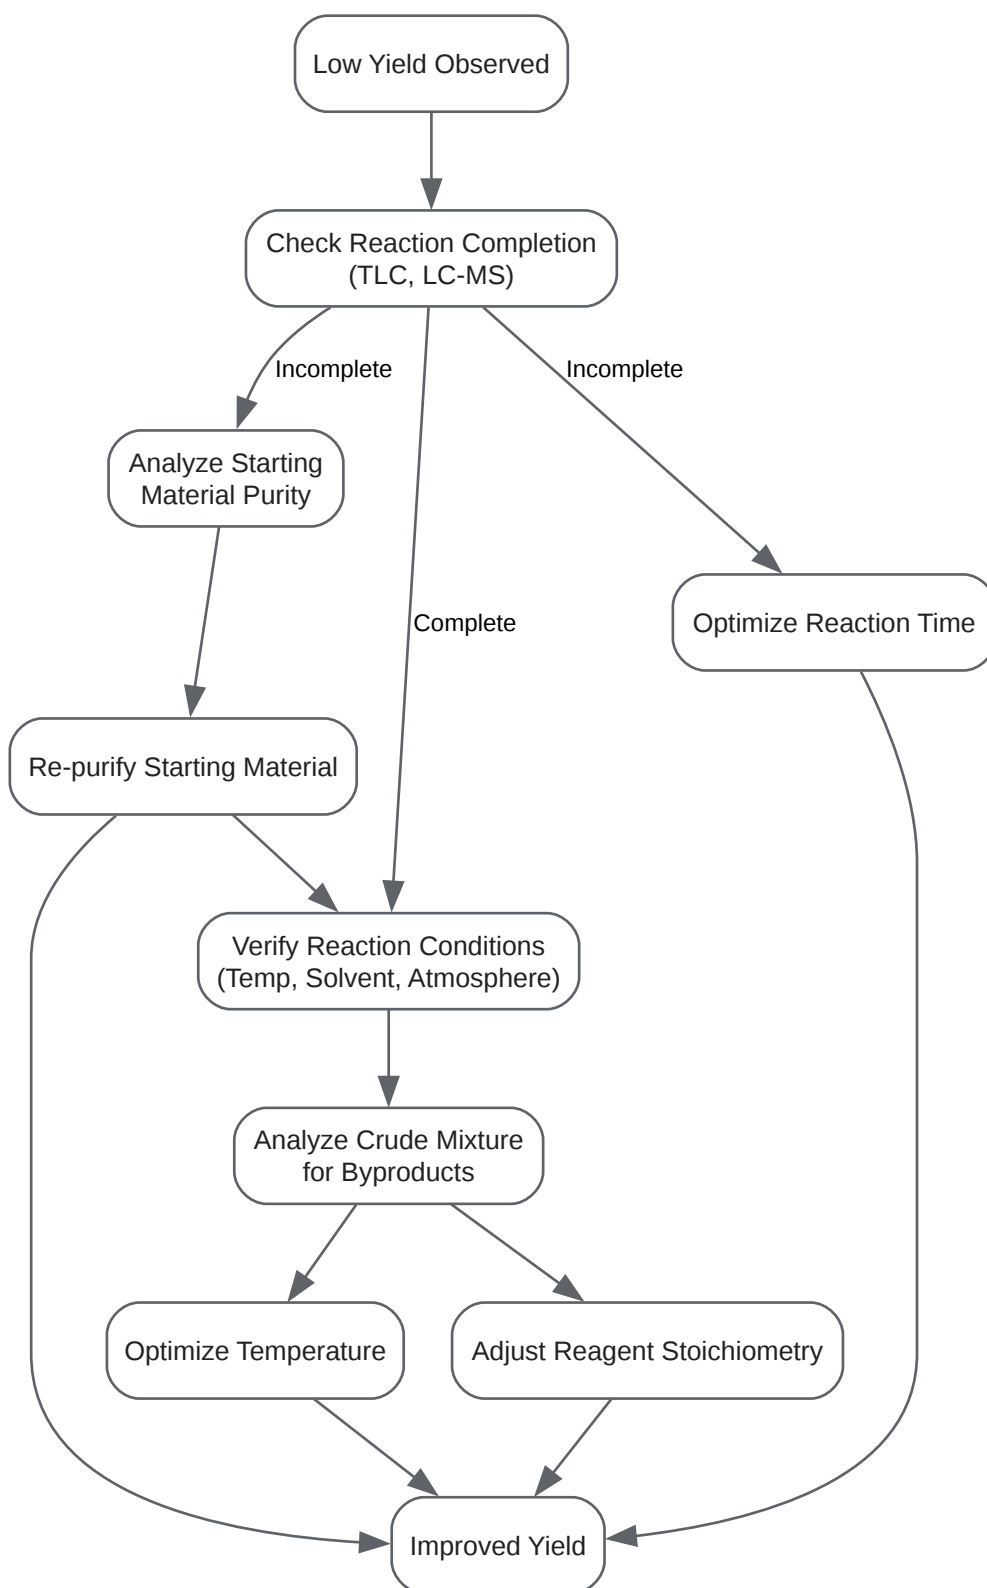 Low Yield Observed
Check Reaction Completion
(TLC, LC-MS)
Incomplete
Incomplete
Analyze Starting
Material Purity
Complete
Optimize Reaction Time
Re-purify Starting Material
Verify Reaction Conditions
(Temp, Solvent, Atmosphere)
Analyze Crude Mixture
for Byproducts
Optimize Temperature
Adjust Reagent Stoichiometry
Improved Yield